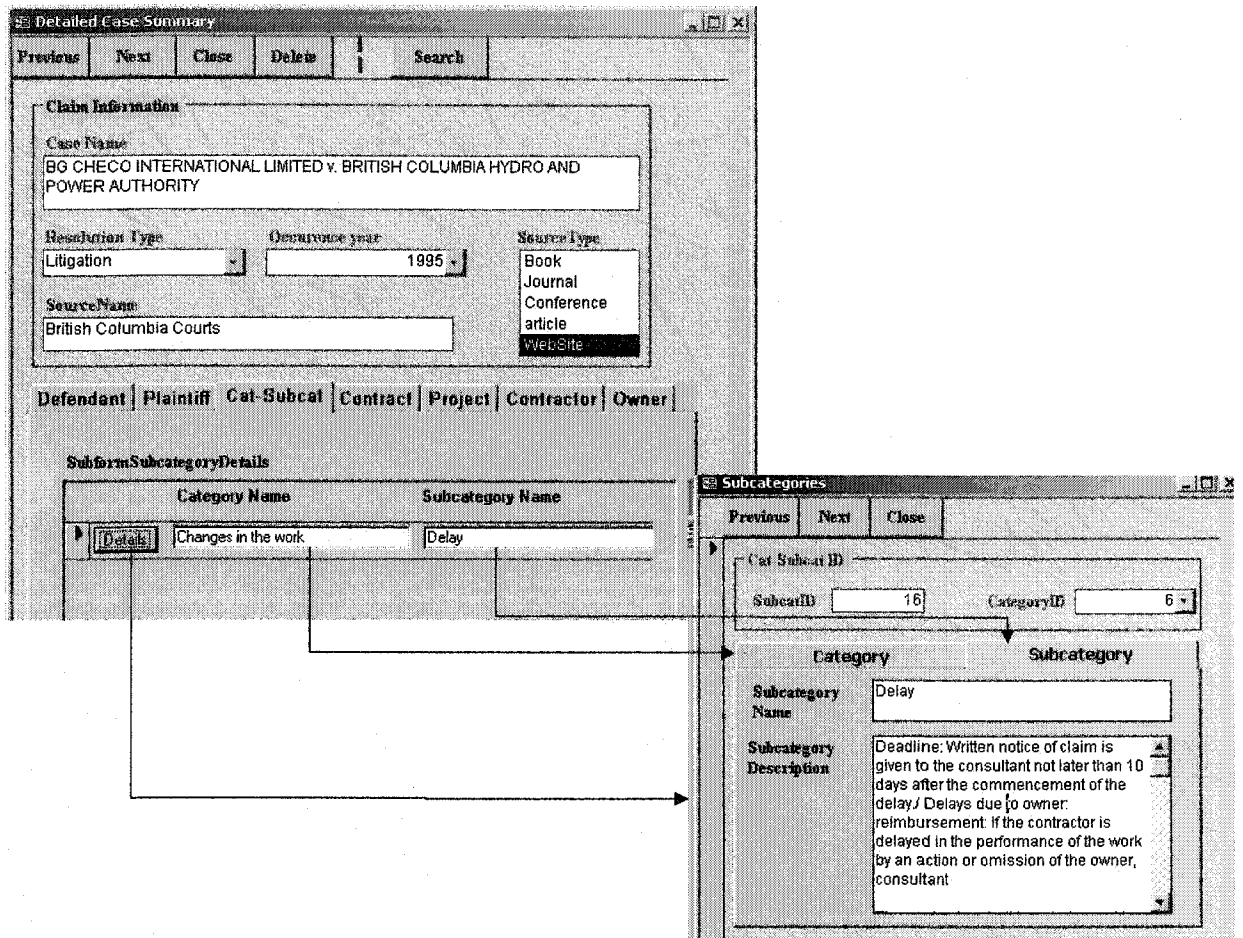 Detailed Case Summary
Previous Next Close Delete Search
Claim Information
Case Name
BG CHECO INTERNATIONAL LIMITED v. BRITISH COLUMBIA HYDRO AND
POWER AUTHORITY
Resolution Type Occurence year SourceType
Litigation 1995
Book
Journal
Conference
article
WebSite
SourceName
British Columbia Courts
Defendant Plaintiff Cat-Subcat Contract Project Contractor Owner
SubformSubcategoryDetails
Category Name Subcategory Name
Details Changes in the work Delay
Subcategories
Previous Next Close
Cat-Subcat ID
SubcatID 16 CategoryID 6
Category Subcategory
Subcategory
Name
Delay
Subcategory
Description
Deadline: Written notice of claim is
given to the consultant not later than 10
days after the commencement of the
delay./ Delays due to owner:
reimbursement: If the contractor is
delayed in the performance of the work
by an action or omission of the owner,
consultant